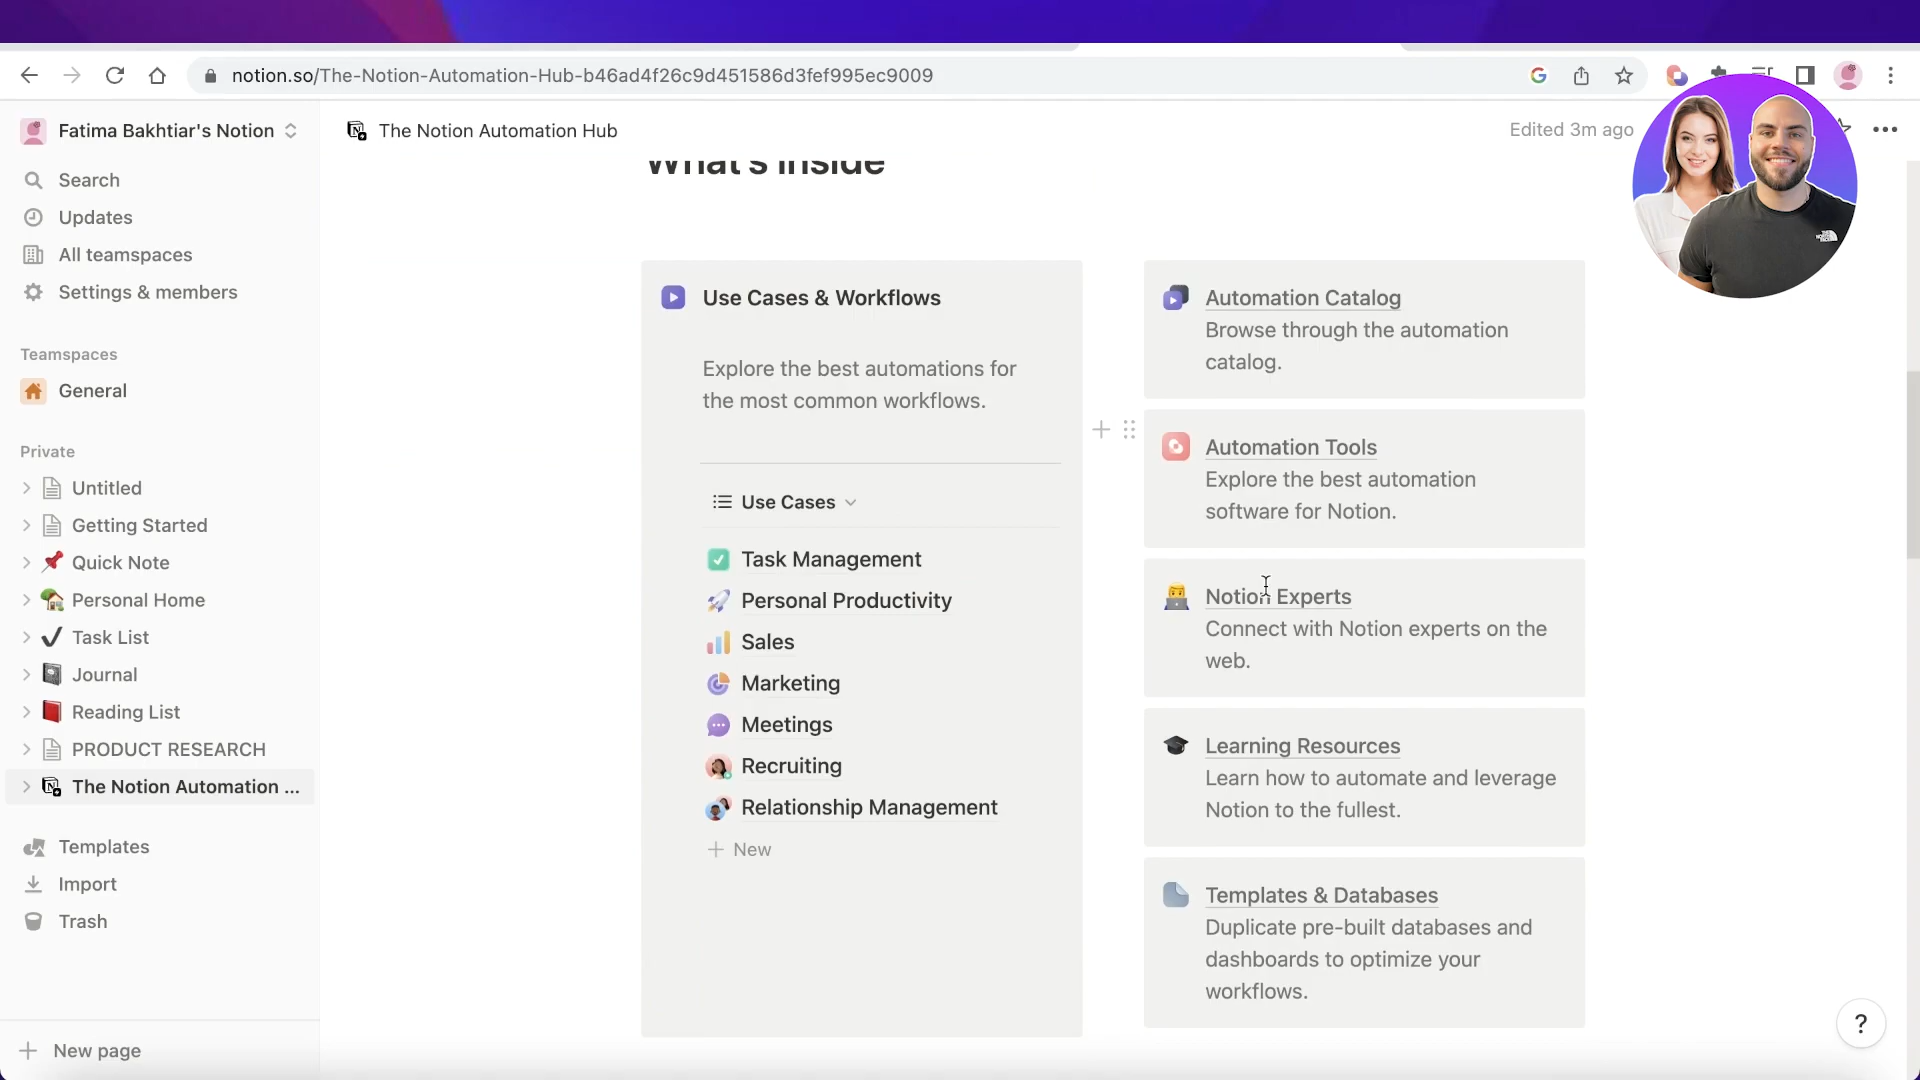 notion.so/The-Notion-Automation-Hub-b46ad4f26c9d451586d3fef995ec9009
Fatima Bakhtiar's Notion
The Notion Automation Hub
Edited 3m ago
Search
Updates
All teamspaces
Settings & members
Teamspaces
General
Private
Untitled
Getting Started
Quick Note
Personal Home
Task List
Journal
Reading List
PRODUCT RESEARCH
The Notion Automation ...
Templates
Import
Trash
New page
What's inside
Use Cases & Workflows
Explore the best automations for
the most common workflows.
Use Cases
Task Management
Personal Productivity
Sales
Marketing
Meetings
Recruiting
Relationship Management
New
Automation Catalog
Browse through the automation
catalog.
Automation Tools
Explore the best automation
software for Notion.
Notion Experts
Connect with Notion experts on the
web.
Learning Resources
Learn how to automate and leverage
Notion to the fullest.
Templates & Databases
Duplicate pre-built databases and
dashboards to optimize your
workflows.
?